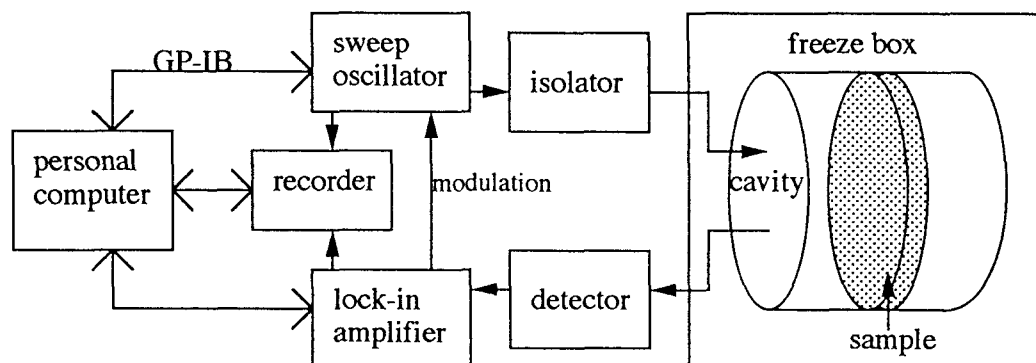 GP-IB
sweep
oscillator
isolator
freeze box
personal
computer
recorder
modulation
cavity
lock-in
amplifier
detector
sample